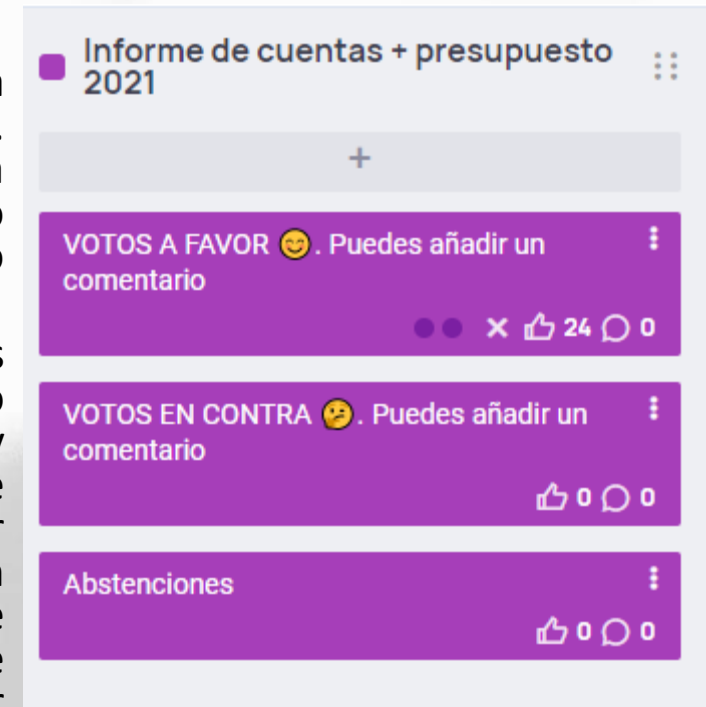 Informe de cuentas + presupuesto
2021
+
VOTOS A FAVOR 😊. Puedes añadir un
comentario
24 0
VOTOS EN CONTRA 🤔. Puedes añadir un
comentario
0 0
Abstenciones
0 0